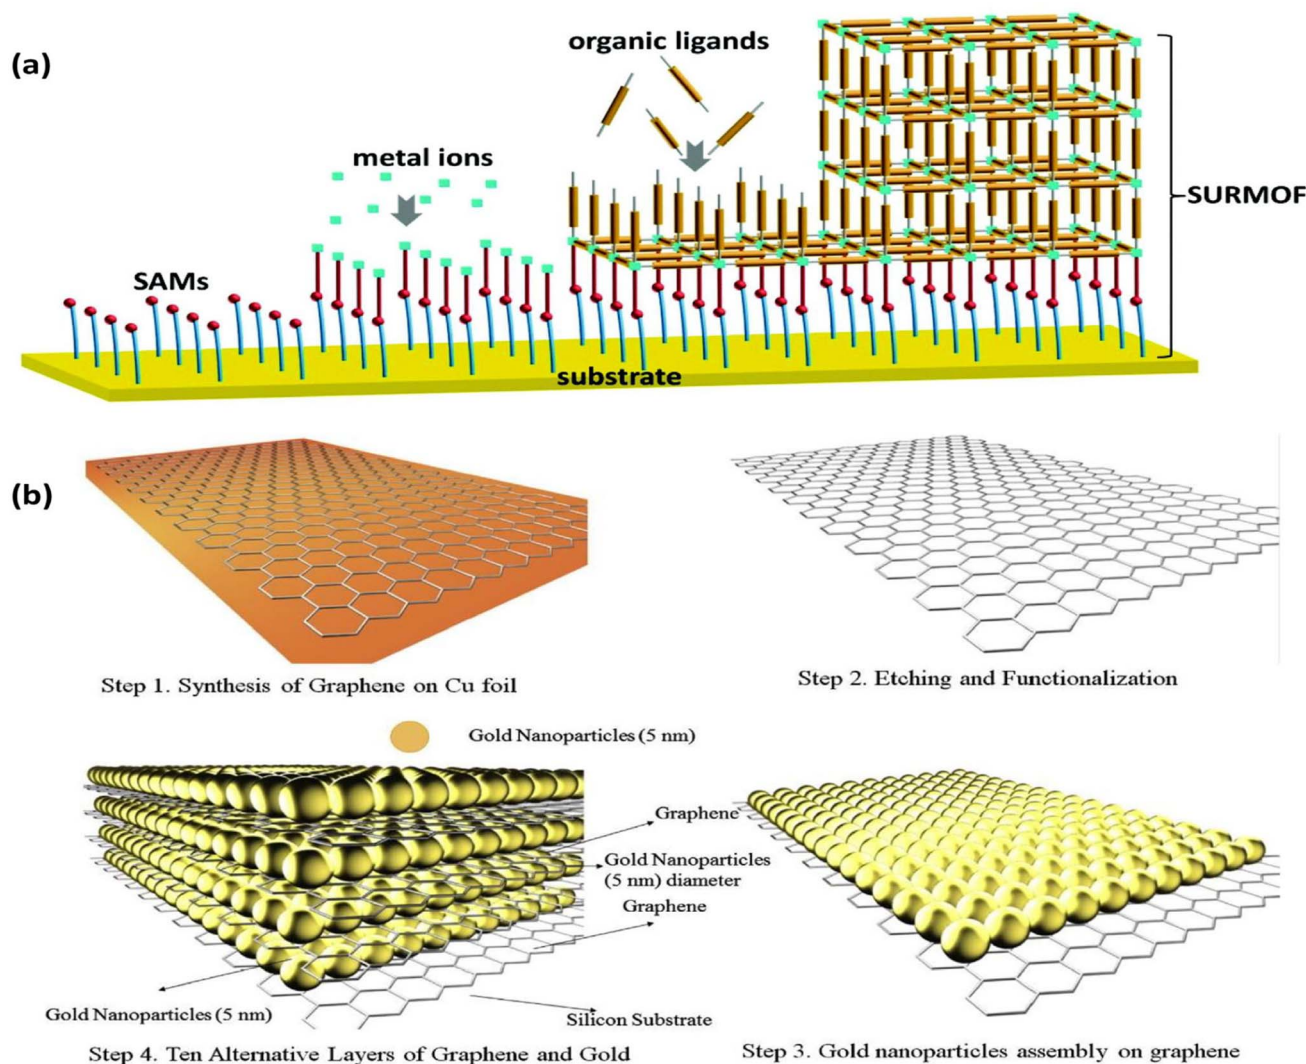 (a)
organic ligands
metal ions
SURMOF
SAMs
substrate
(b)
Step 1. Synthesis of Graphene on Cu foil
Step 2. Etching and Functionalization
Gold Nanoparticles (5 nm)
Graphene
Gold Nanoparticles
(5 nm) diameter
Graphene
Gold Nanoparticles (5 nm)
Silicon Substrate
Step 4. Ten Alternative Layers of Graphene and Gold
Step 3. Gold nanoparticles assembly on graphene